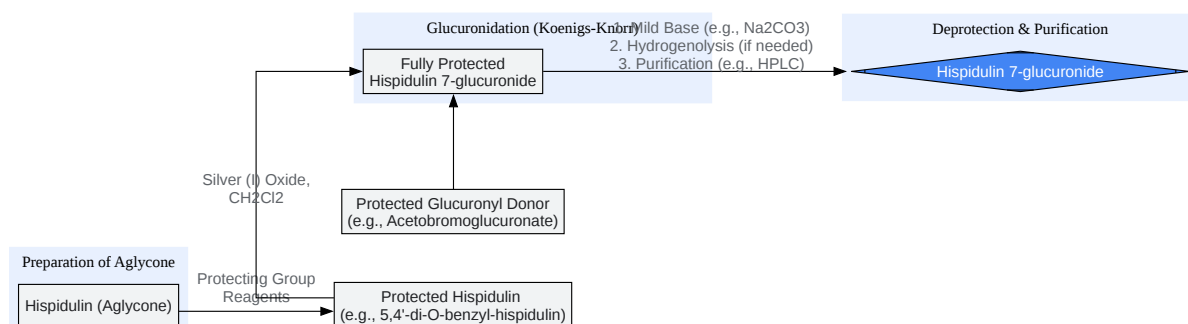 Glucuronidation (Koenigs-Knorr)
1. Mild Base (e.g., Na2CO3)
2. Hydrogenolysis (if needed)
3. Purification (e.g., HPLC)
Deprotection & Purification
Fully Protected
Hispidulin 7-glucuronide
Hispidulin 7-glucuronide
Silver (I) Oxide,
CH2Cl2
Protected Glucuronyl Donor
(e.g., Acetobromoglucuronate)
Preparation of Aglycone
Hispidulin (Aglycone)
Protecting Group
Reagents
Protected Hispidulin
(e.g., 5,4'-di-O-benzyl-hispidulin)